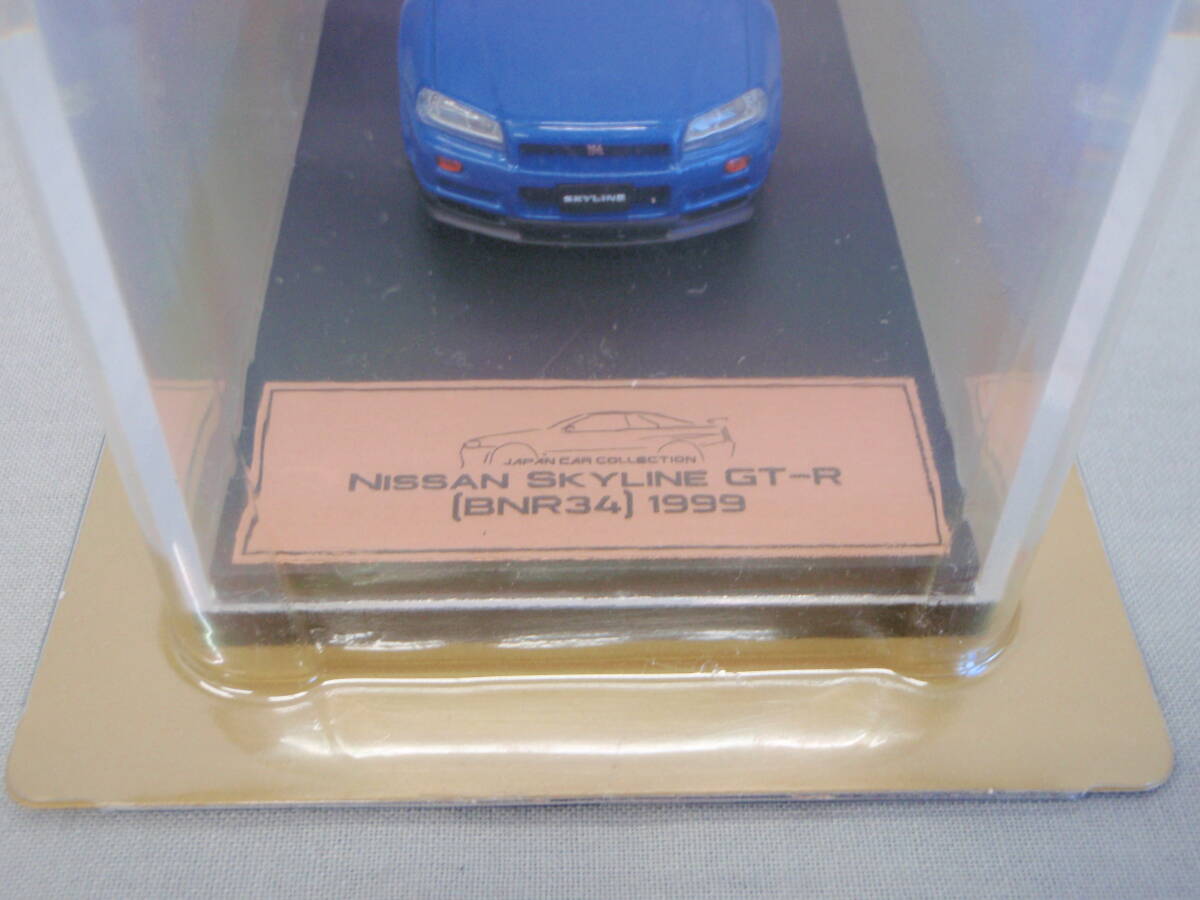 SKYLINE
JAPAN CAR COLLECTION
NISSAN SKYLINE GT-R
(BNR34) 1999